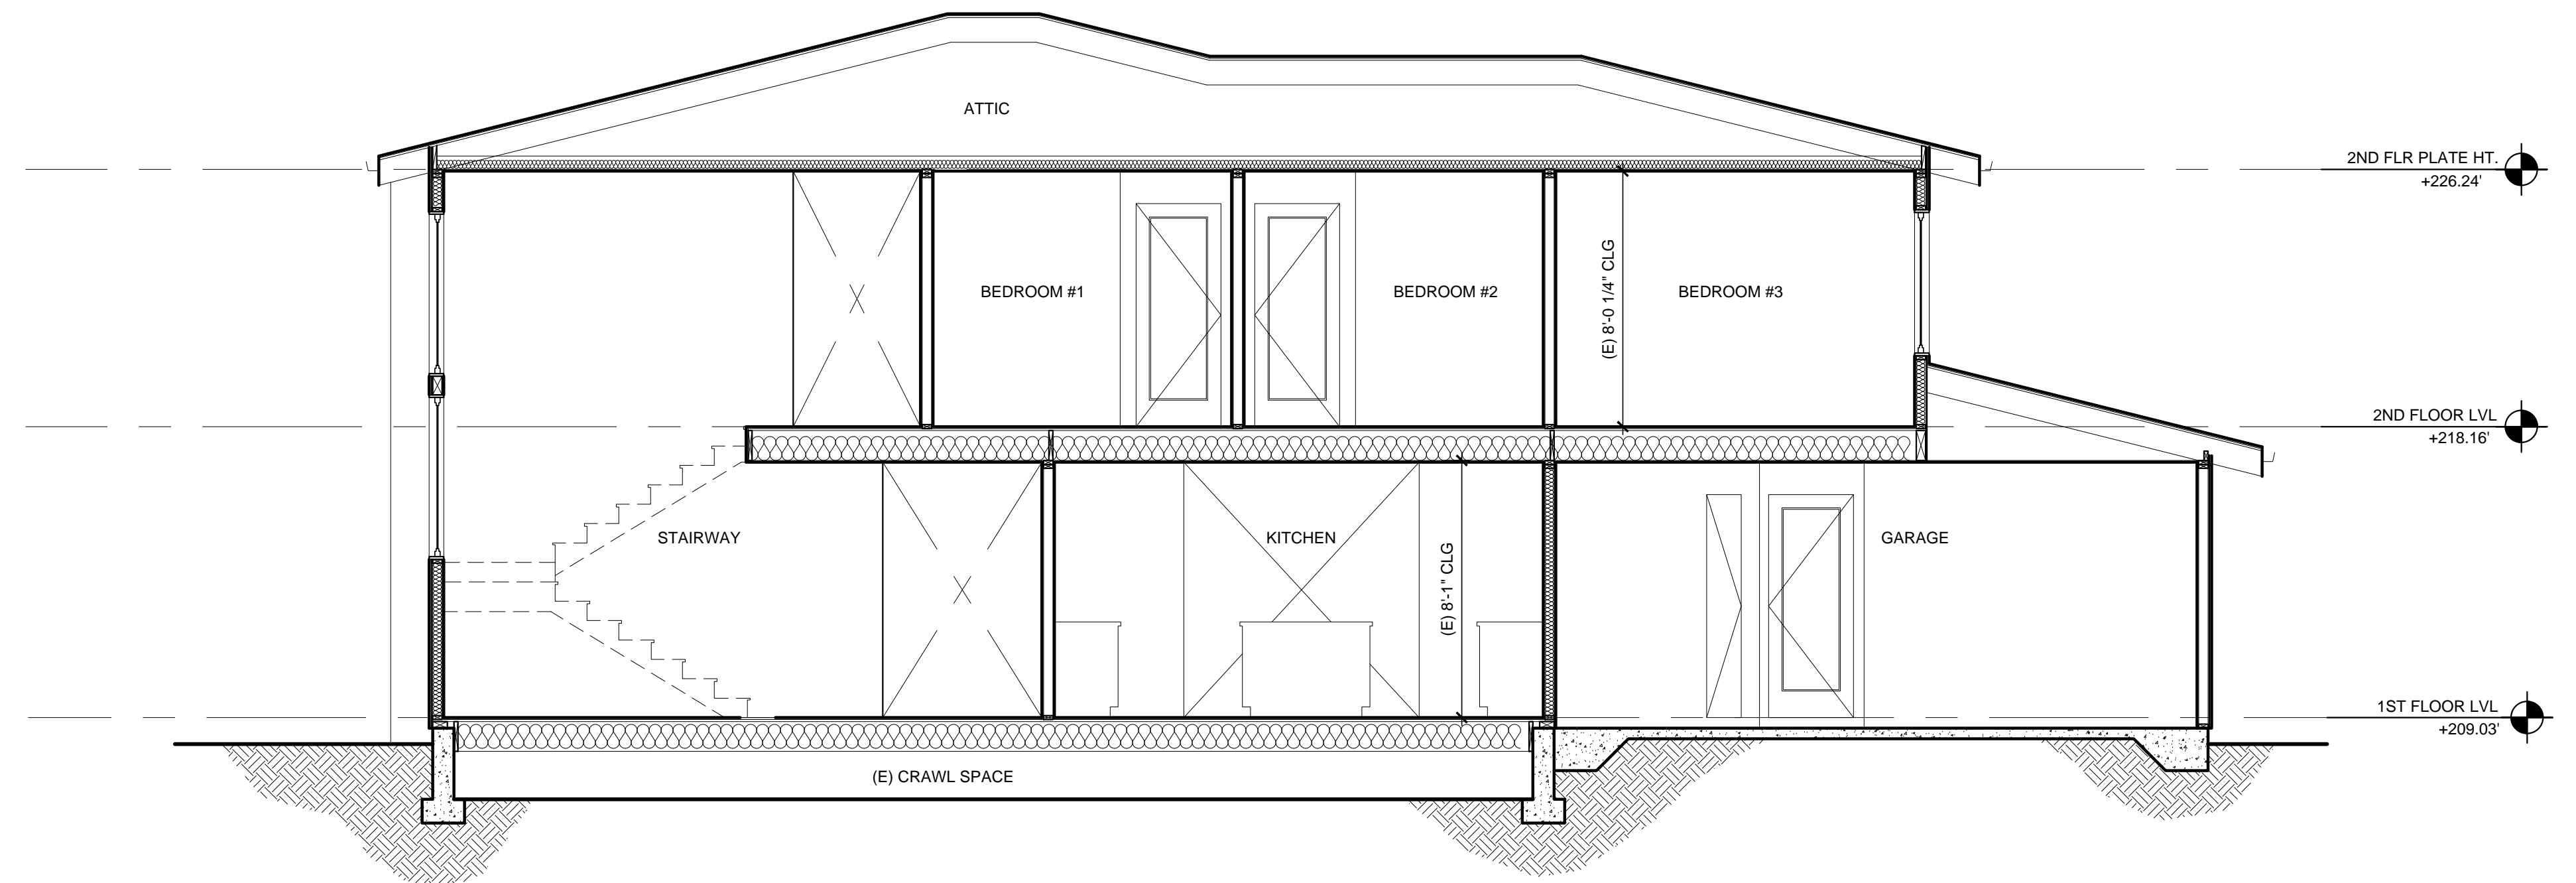 ATTIC
2ND FLR PLATE HT.
+226.24'
BEDROOM #1
BEDROOM #2
(E) 8'-0 1/4" CLG
BEDROOM #3
2ND FLOOR LVL
+218.16'
STAIRWAY
KITCHEN
(E) 8'-1" CLG
GARAGE
1ST FLOOR LVL
+209.03'
(E) CRAWL SPACE